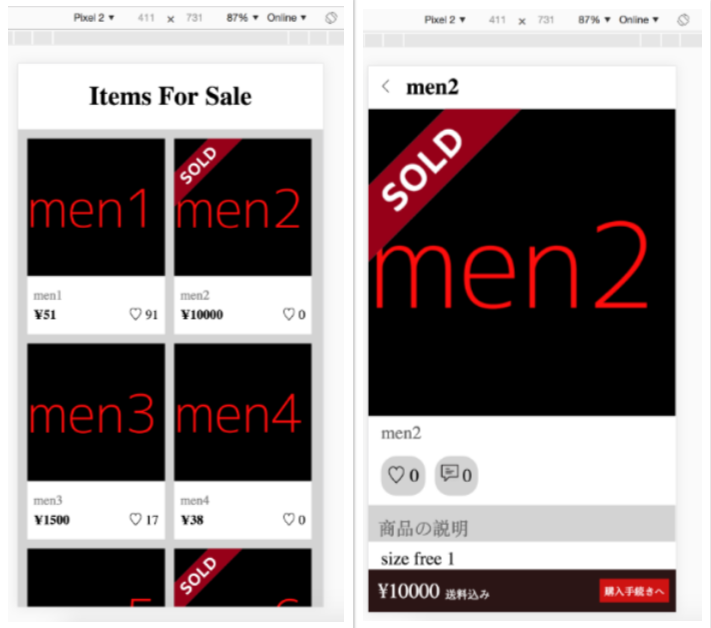 Pixel 2 ▼ 411 x 731 87% ▼ Online ▼
Items For Sale
men1
SOLD
men2
men1
¥51
91
men2
¥10000
0
men3
men4
men3
¥1500
17
men4
¥38
0
5
SOLD
6
Pixel 2 ▼ 411 x 731 87% ▼ Online ▼
men2
SOLD
men2
men2
0
0
商品の説明
size free 1
¥10000 送料込み
購入手続きへ